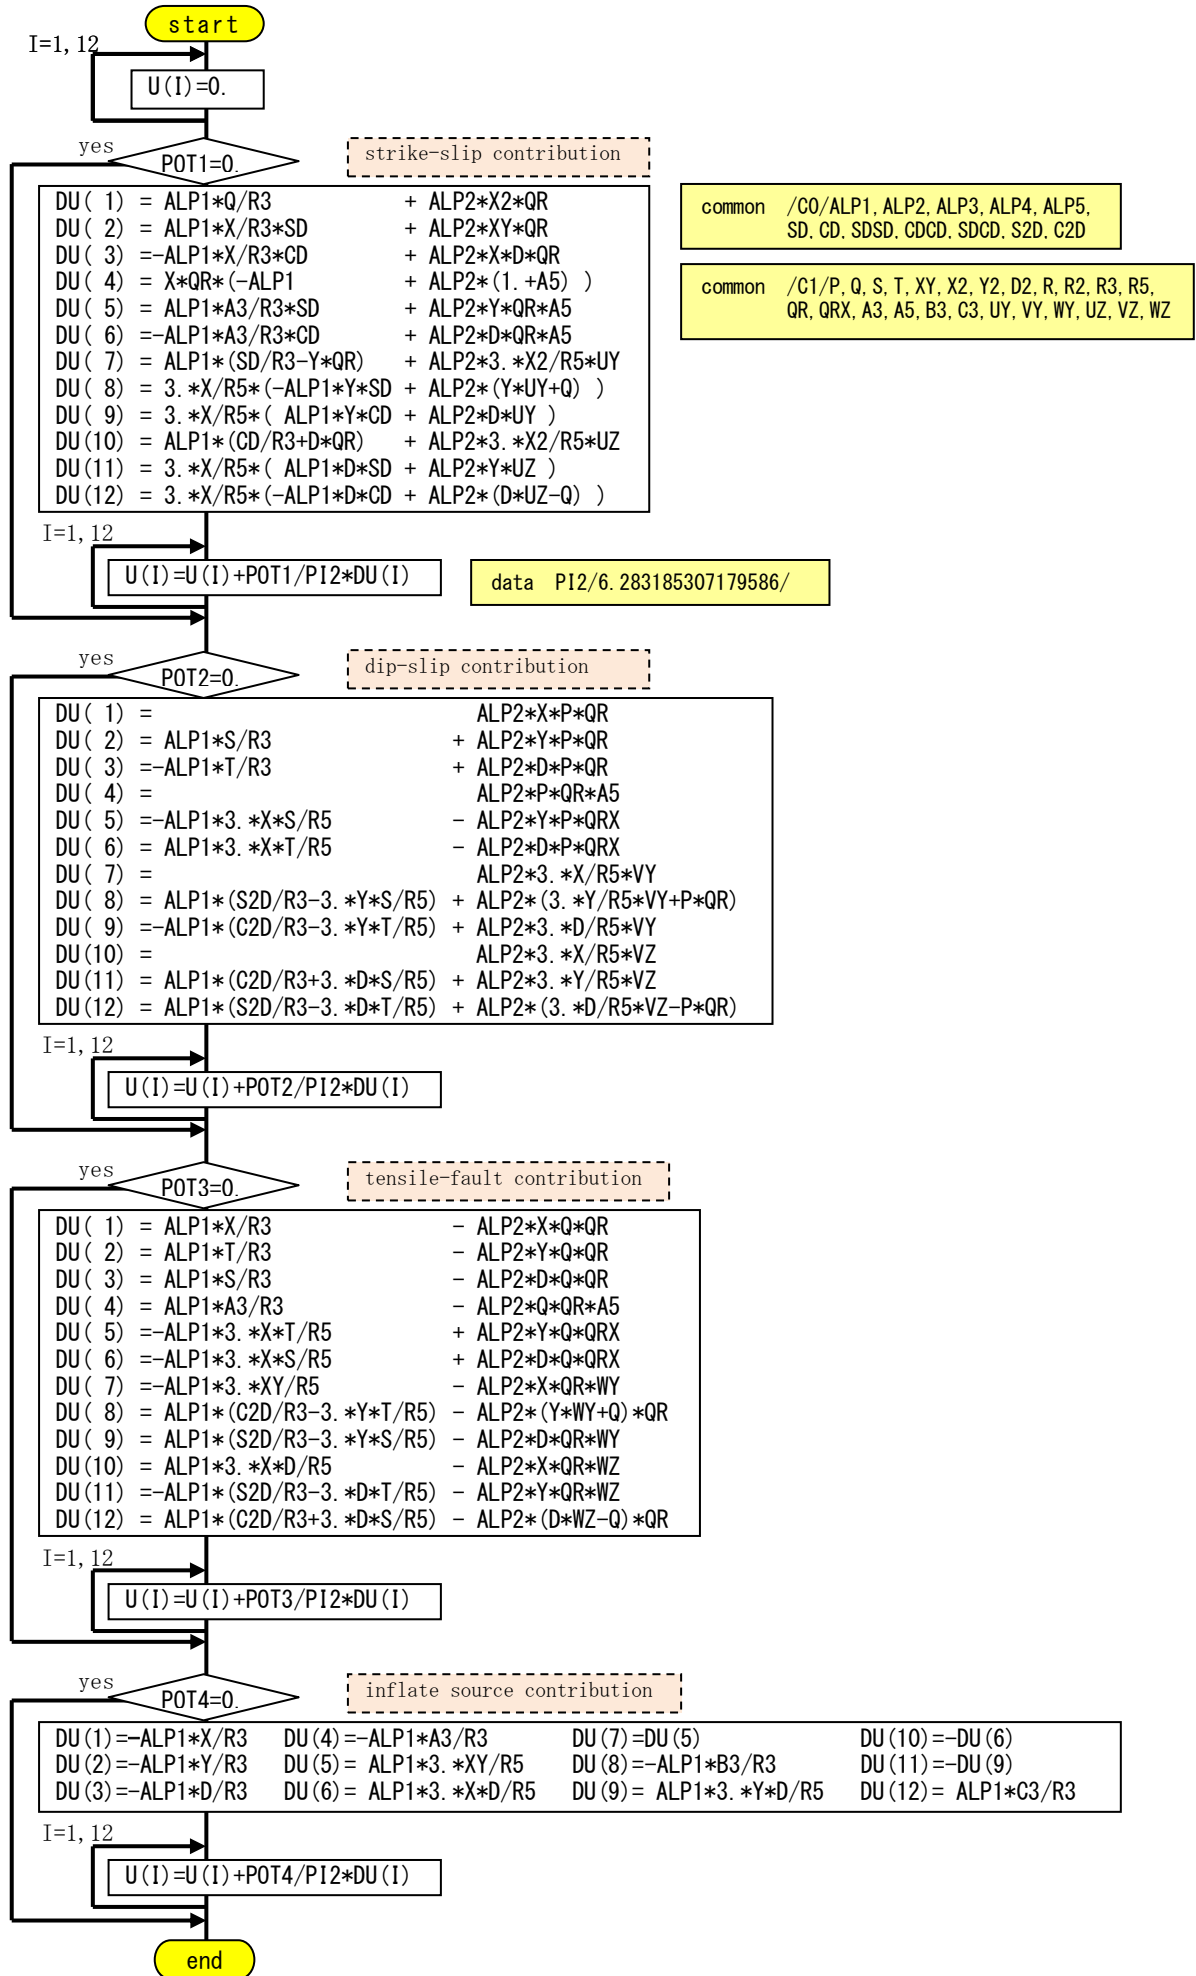 start
I=1,12
U(I)=0.
yes
POT1=0.
strike-slip contribution
DU( 1) = ALP1*Q/R3 + ALP2*X2*QR
DU( 2) = ALP1*X/R3*SD + ALP2*XY*QR
DU( 3) =-ALP1*X/R3*CD + ALP2*X*D*QR
DU( 4) = X*QR*(-ALP1 + ALP2*(1.+A5) )
DU( 5) = ALP1*A3/R3*SD + ALP2*Y*QR*A5
DU( 6) =-ALP1*A3/R3*CD + ALP2*D*QR*A5
DU( 7) = ALP1*(SD/R3-Y*QR) + ALP2*3.*X2/R5*UY
DU( 8) = 3.*X/R5*(-ALP1*Y*SD + ALP2*(Y*UY+Q) )
DU( 9) = 3.*X/R5*( ALP1*Y*CD + ALP2*D*UY )
DU(10) = ALP1*(CD/R3+D*QR) + ALP2*3.*X2/R5*UZ
DU(11) = 3.*X/R5*( ALP1*D*SD + ALP2*Y*UZ )
DU(12) = 3.*X/R5*(-ALP1*D*CD + ALP2*(D*UZ-Q) )
common /C0/ALP1,ALP2,ALP3,ALP4,ALP5,
SD,CD,SDSD,CDCD,SDCD,S2D,C2D
common /C1/P,Q,S,T,XY,X2,Y2,D2,R,R2,R3,R5,
QR,QRX,A3,A5,B3,C3,UY,VY,WY,UZ,VZ,WZ
I=1,12
U(I)=U(I)+POT1/PI2*DU(I)
data PI2/6.283185307179586/
yes
POT2=0.
dip-slip contribution
DU( 1) = ALP2*X*P*QR
DU( 2) = ALP1*S/R3 + ALP2*Y*P*QR
DU( 3) =-ALP1*T/R3 + ALP2*D*P*QR
DU( 4) = ALP2*P*QR*A5
DU( 5) =-ALP1*3.*X*S/R5 - ALP2*Y*P*QRX
DU( 6) = ALP1*3.*X*T/R5 - ALP2*D*P*QRX
DU( 7) = ALP2*3.*X/R5*VY
DU( 8) = ALP1*(S2D/R3-3.*Y*S/R5) + ALP2*(3.*Y/R5*VY+P*QR)
DU( 9) =-ALP1*(C2D/R3-3.*Y*T/R5) + ALP2*3.*D/R5*VY
DU(10) = ALP2*3.*X/R5*VZ
DU(11) = ALP1*(C2D/R3+3.*D*S/R5) + ALP2*3.*Y/R5*VZ
DU(12) = ALP1*(S2D/R3-3.*D*T/R5) + ALP2*(3.*D/R5*VZ-P*QR)
I=1,12
U(I)=U(I)+POT2/PI2*DU(I)
yes
POT3=0.
tensile-fault contribution
DU( 1) = ALP1*X/R3 - ALP2*X*Q*QR
DU( 2) = ALP1*T/R3 - ALP2*Y*Q*QR
DU( 3) = ALP1*S/R3 - ALP2*D*Q*QR
DU( 4) = ALP1*A3/R3 - ALP2*Q*QR*A5
DU( 5) =-ALP1*3.*X*T/R5 + ALP2*Y*Q*QRX
DU( 6) =-ALP1*3.*X*S/R5 + ALP2*D*Q*QRX
DU( 7) =-ALP1*3.*XY/R5 - ALP2*X*QR*WY
DU( 8) = ALP1*(C2D/R3-3.*Y*T/R5) - ALP2*(Y*WY+Q)*QR
DU( 9) = ALP1*(S2D/R3-3.*Y*S/R5) - ALP2*D*QR*WY
DU(10) = ALP1*3.*X*D/R5 - ALP2*X*QR*WZ
DU(11) =-ALP1*(S2D/R3-3.*D*T/R5) - ALP2*Y*QR*WZ
DU(12) = ALP1*(C2D/R3+3.*D*S/R5) - ALP2*(D*WZ-Q)*QR
I=1,12
U(I)=U(I)+POT3/PI2*DU(I)
yes
POT4=0.
inflate source contribution
DU(1)=-ALP1*X/R3 DU(4)=-ALP1*A3/R3 DU(7)=DU(5) DU(10)=-DU(6)
DU(2)=-ALP1*Y/R3 DU(5)= ALP1*3.*XY/R5 DU(8)=-ALP1*B3/R3 DU(11)=-DU(9)
DU(3)=-ALP1*D/R3 DU(6)= ALP1*3.*X*D/R5 DU(9)= ALP1*3.*Y*D/R5 DU(12)= ALP1*C3/R3
I=1,12
U(I)=U(I)+POT4/PI2*DU(I)
end